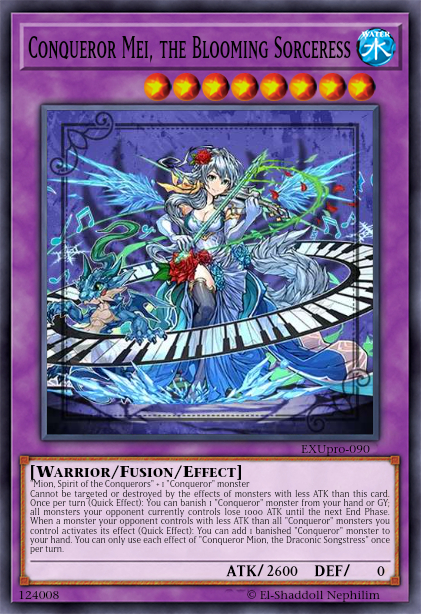 Conqueror Mei, the Blooming Sorceress
WATER
水
EXUpro-090
[Warrior/Fusion/Effect]
"Mion, Spirit of the Conquerors" + 1 "Conqueror" monster
Cannot be targeted or destroyed by the effects of monsters with less ATK than this card.
Once per turn (Quick Effect): You can banish 1 "Conqueror" monster from your hand or GY;
all monsters your opponent currently controls lose 1000 ATK until the next End Phase.
When a monster your opponent controls with less ATK than all "Conqueror" monsters you
control activates its effect (Quick Effect): You can add 1 banished "Conqueror" monster to
your hand. You can only use each effect of "Conqueror Mion, the Draconic Songstress" once
per turn.
ATK/ 2600 DEF/ 0
124008 © El-Shaddoll Nephilim